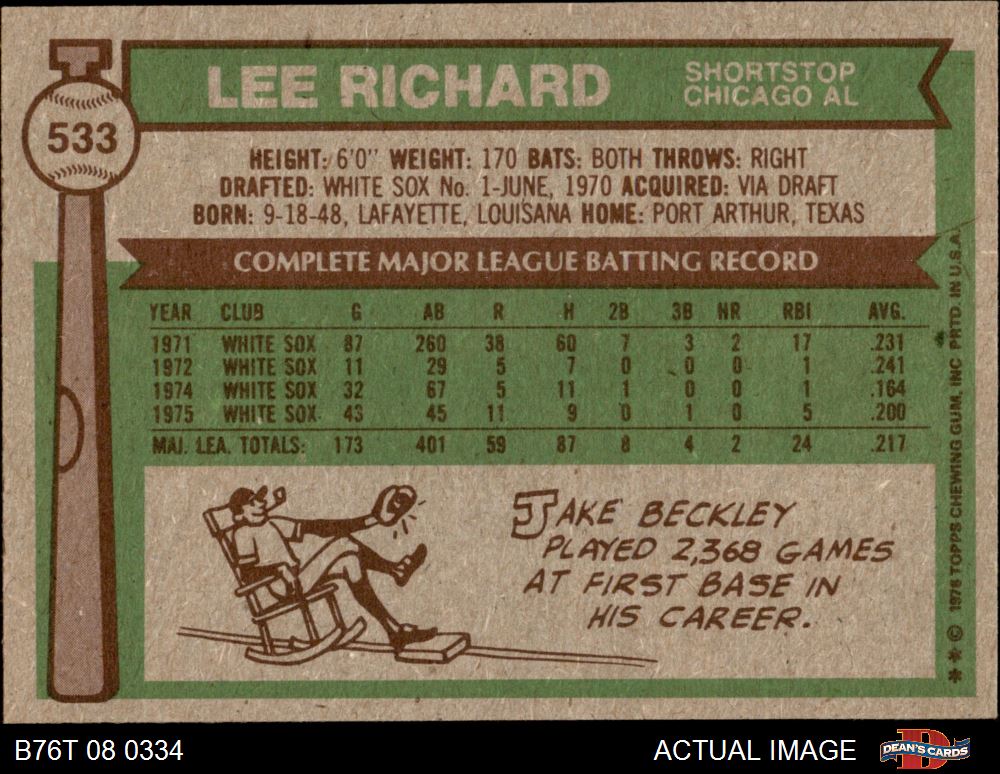 533
LEE RICHARD
SHORTSTOP
CHICAGO AL
HEIGHT: 6'0" WEIGHT: 170 BATS: BOTH THROWS: RIGHT
DRAFTED: WHITE SOX No. 1-JUNE, 1970 ACQUIRED: VIA DRAFT
BORN: 9-18-48, LAFAYETTE, LOUISANA HOME: PORT ARTHUR, TEXAS
COMPLETE MAJOR LEAGUE BATTING RECORD
YEAR CLUB G AB R H 2B 3B HR RBI AVG.
1971 WHITE SOX 87 260 38 60 7 3 2 17 .231
1972 WHITE SOX 11 29 5 7 0 0 0 1 .241
1974 WHITE SOX 32 67 5 11 1 0 0 1 .164
1975 WHITE SOX 43 45 11 9 0 1 0 5 .200
MAJ. LEA. TOTALS: 173 401 59 87 8 4 2 24 .217
JAKE BECKLEY
PLAYED 2,368 GAMES
AT FIRST BASE IN
HIS CAREER.
** © 1976 TOPPS CHEWING GUM, INC PRTD. IN U.S.A.
B76T 08 0334
ACTUAL IMAGE
DEAN'S CARDS